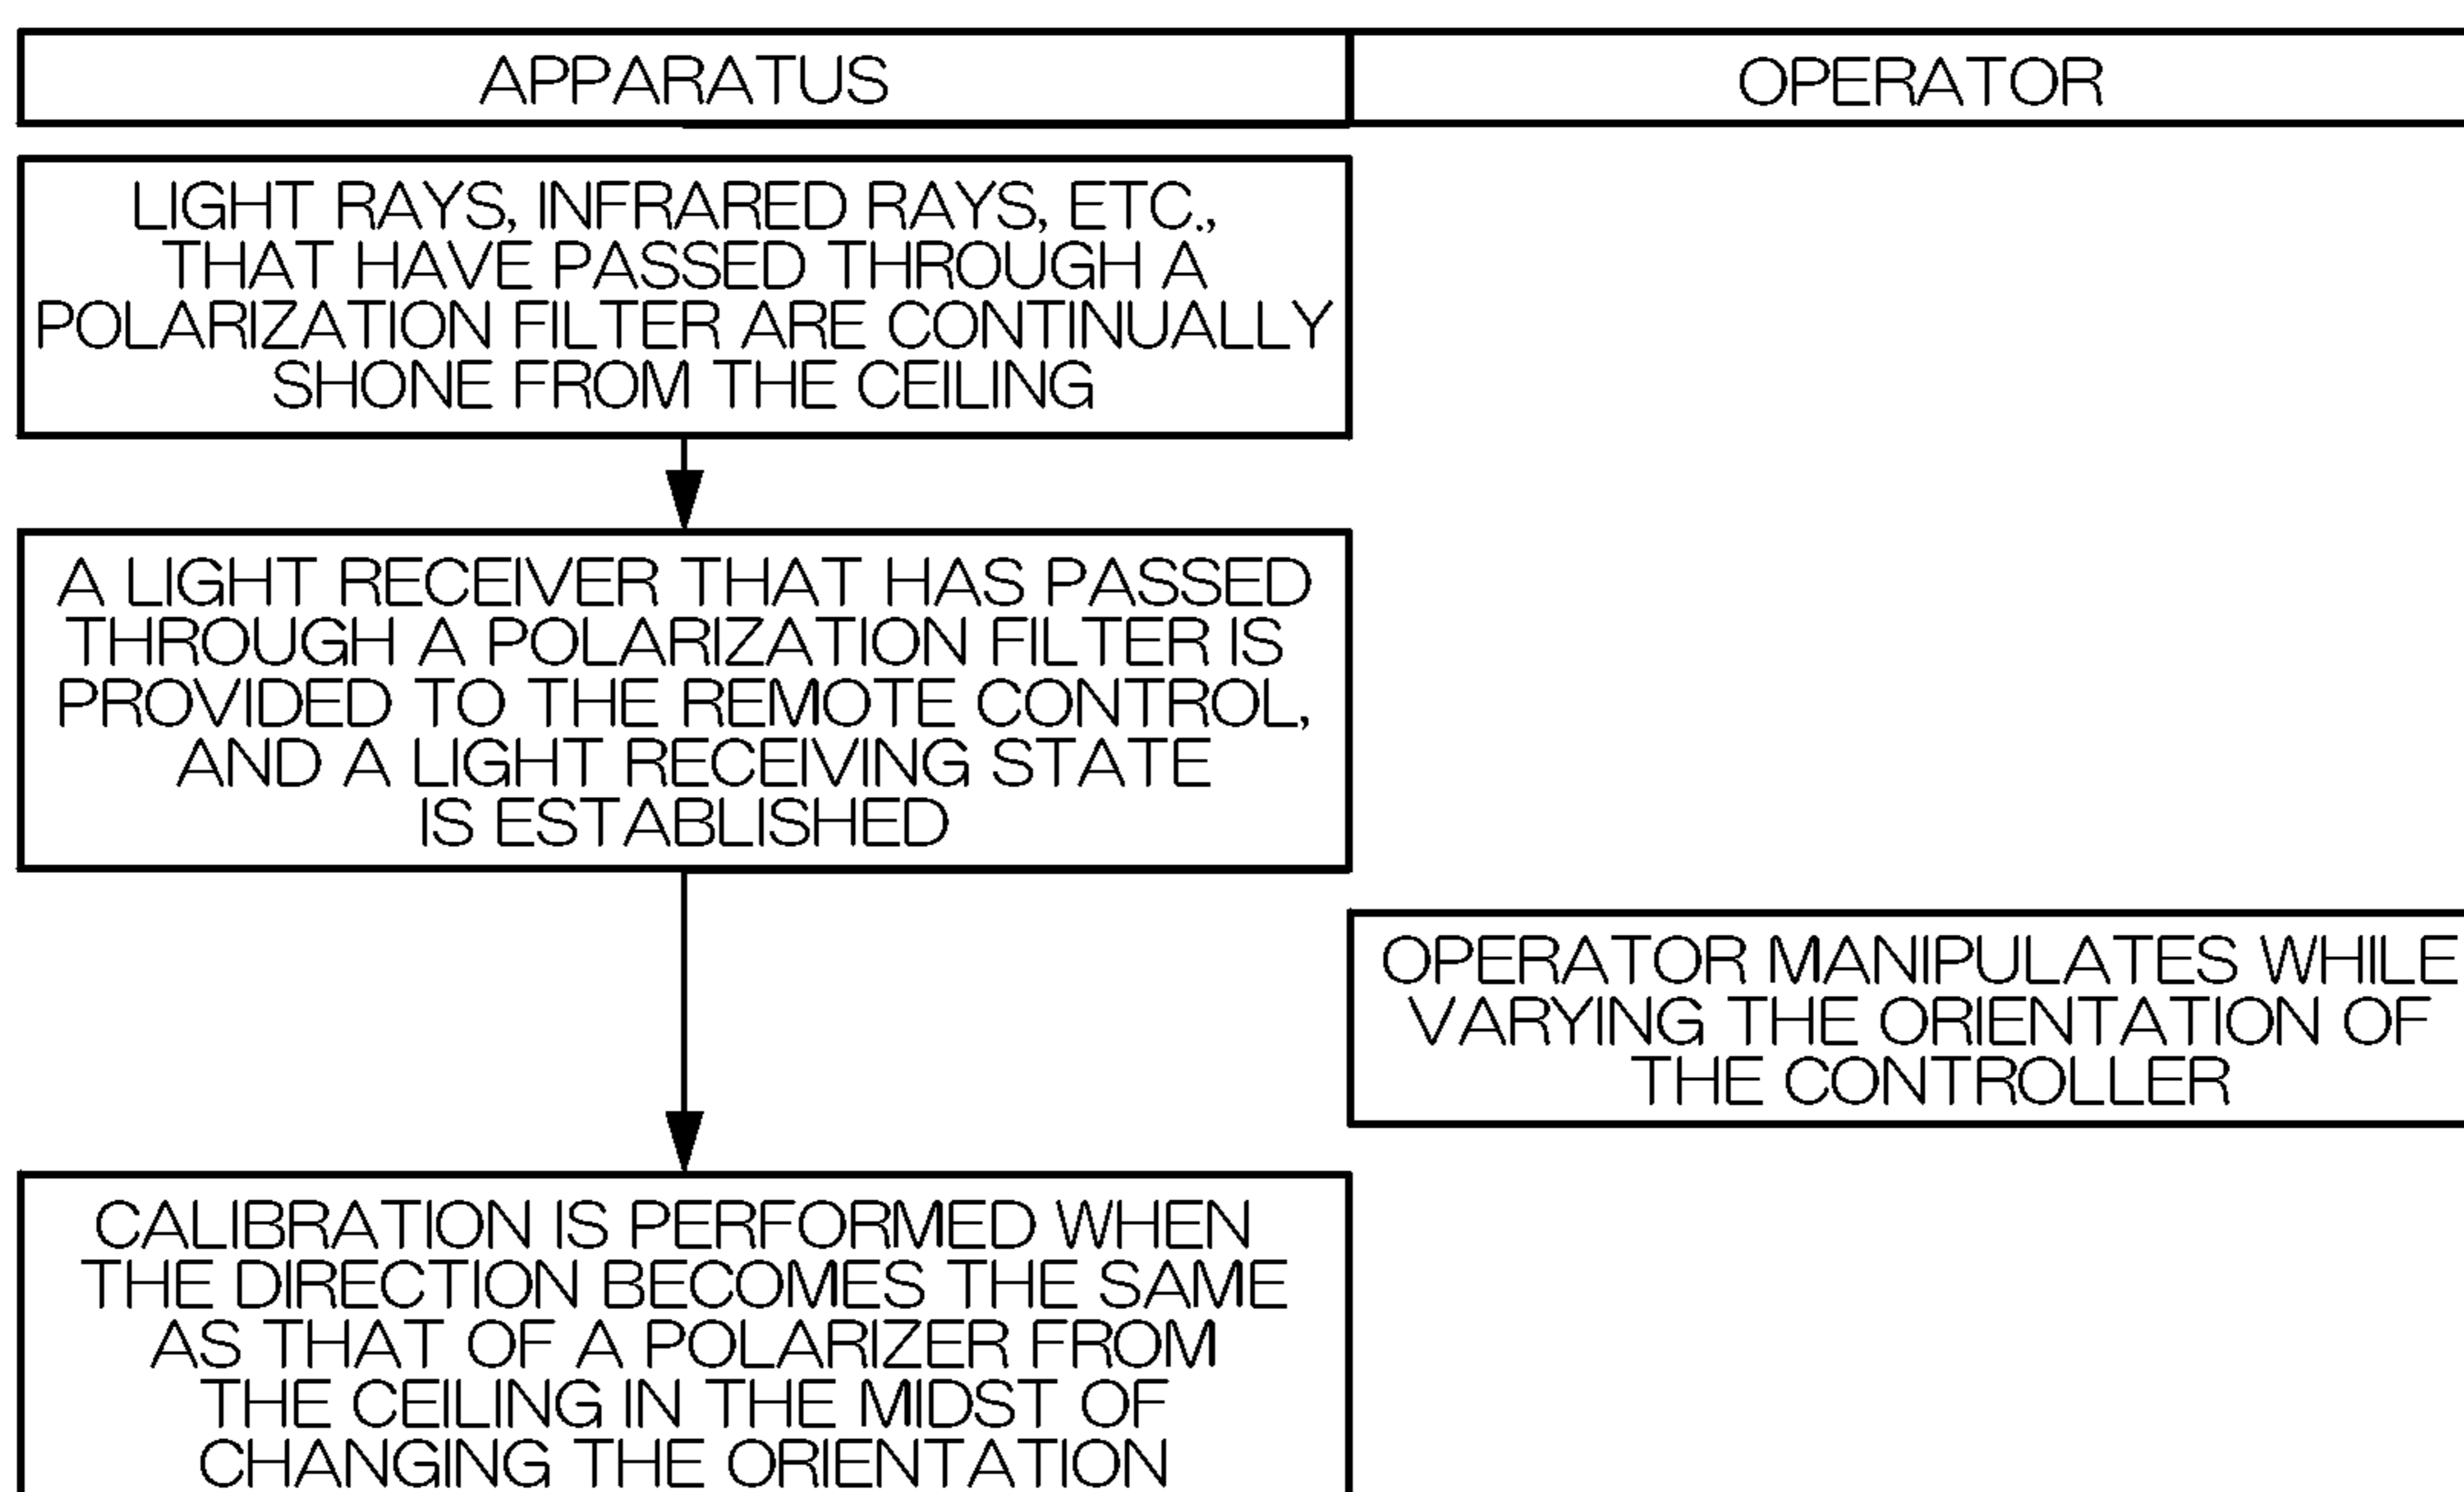 APPARATUS
OPERATOR
LIGHT RAYS, INFRARED RAYS, ETC.,
THAT HAVE PASSED THROUGH A
POLARIZATION FILTER ARE CONTINUALLY
SHONE FROM THE CEILING
A LIGHT RECEIVER THAT HAS PASSED
THROUGH A POLARIZATION FILTER IS
PROVIDED TO THE REMOTE CONTROL,
AND A LIGHT RECEIVING STATE
IS ESTABLISHED
OPERATOR MANIPULATES WHILE
VARYING THE ORIENTATION OF
THE CONTROLLER
CALIBRATION IS PERFORMED WHEN
THE DIRECTION BECOMES THE SAME
AS THAT OF A POLARIZER FROM
THE CEILING IN THE MIDST OF
CHANGING THE ORIENTATION